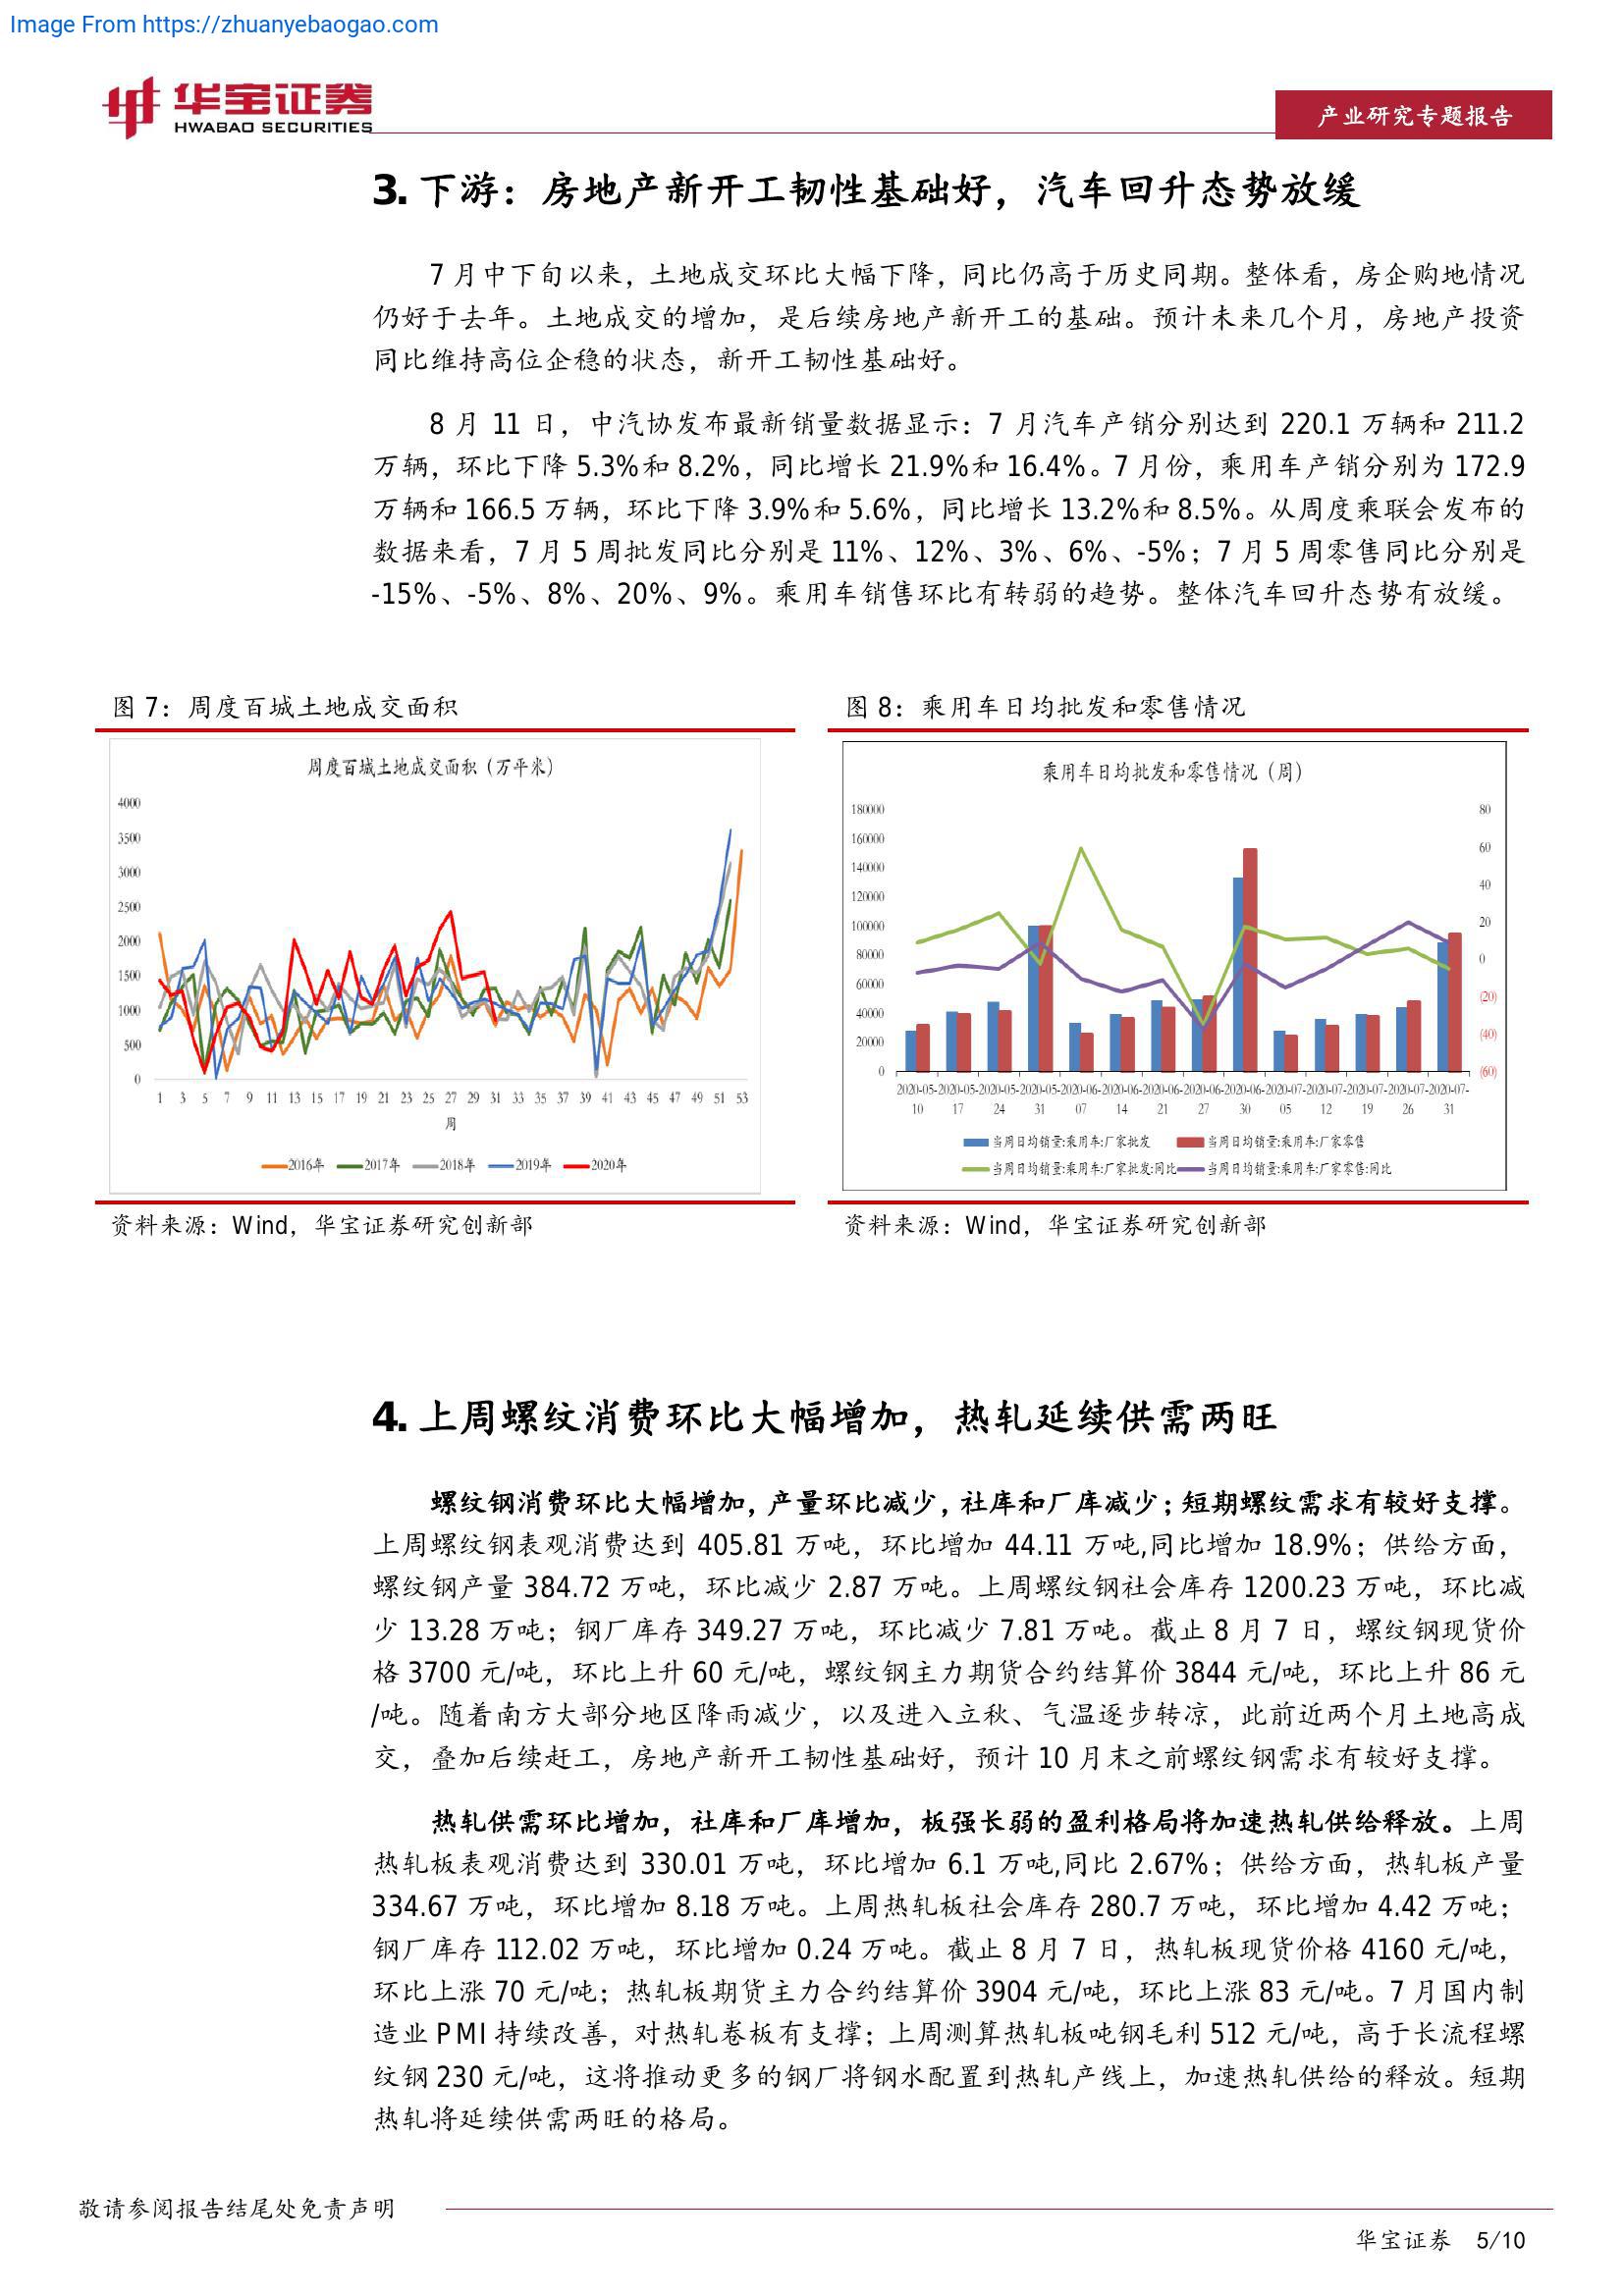 Image From https://zhuanyebaogao.com
华宝证券
HWABAO SECURITIES
产业研究专题报告
3. 下游：房地产新开工韧性基础好，汽车回升态势放缓
7 月中下旬以来，土地成交环比大幅下降，同比仍高于历史同期。整体看，房企购地情况
仍好于去年。土地成交的增加，是后续房地产新开工的基础。预计未来几个月，房地产投资
同比维持高位企稳的状态，新开工韧性基础好。
8 月 11 日，中汽协发布最新销量数据显示：7 月汽车产销分别达到 220.1 万辆和 211.2
万辆，环比下降 5.3%和 8.2%，同比增长 21.9%和 16.4%。7 月份，乘用车产销分别为 172.9
万辆和 166.5 万辆，环比下降 3.9%和 5.6%，同比增长 13.2%和 8.5%。从周度乘联会发布的
数据来看，7 月 5 周批发同比分别是 11%、12%、3%、6%、-5%；7 月 5 周零售同比分别是
-15%、-5%、8%、20%、9%。乘用车销售环比有转弱的趋势。整体汽车回升态势有放缓。
图 7：周度百城土地成交面积
周度百城土地成交面积（万平米）
4000
3500
3000
2500
2000
1500
1000
500
0
1 3 5 7 9 11 13 15 17 19 21 23 25 27 29 31 33 35 37 39 41 43 45 47 49 51 53
周
2016年 2017年 2018年 2019年 2020年
资料来源：Wind，华宝证券研究创新部
图 8：乘用车日均批发和零售情况
乘用车日均批发和零售情况（周）
180000
160000
140000
120000
100000
80000
60000
40000
20000
0
80
60
40
20
0
(20)
(40)
(60)
2020-05-2020-05-2020-05-2020-05-2020-06-2020-06-2020-06-2020-06-2020-06-2020-07-2020-07-2020-07-2020-07-2020-07-
10 17 24 31 07 14 21 27 30 05 12 19 26 31
当周日均销量:乘用车:厂家批发 当周日均销量:乘用车:厂家零售
当周日均销量:乘用车:厂家批发:同比 当周日均销量:乘用车:厂家零售:同比
资料来源：Wind，华宝证券研究创新部
4. 上周螺纹消费环比大幅增加，热轧延续供需两旺
螺纹钢消费环比大幅增加，产量环比减少，社库和厂库减少；短期螺纹需求有较好支撑。
上周螺纹钢表观消费达到 405.81 万吨，环比增加 44.11 万吨,同比增加 18.9%；供给方面，
螺纹钢产量 384.72 万吨，环比减少 2.87 万吨。上周螺纹钢社会库存 1200.23 万吨，环比减
少 13.28 万吨；钢厂库存 349.27 万吨，环比减少 7.81 万吨。截止 8 月 7 日，螺纹钢现货价
格 3700 元/吨，环比上升 60 元/吨，螺纹钢主力期货合约结算价 3844 元/吨，环比上升 86 元
/吨。随着南方大部分地区降雨减少，以及进入立秋、气温逐步转凉，此前近两个月土地高成
交，叠加后续赶工，房地产新开工韧性基础好，预计 10 月末之前螺纹钢需求有较好支撑。
热轧供需环比增加，社库和厂库增加，板强长弱的盈利格局将加速热轧供给释放。上周
热轧板表观消费达到 330.01 万吨，环比增加 6.1 万吨,同比 2.67%；供给方面，热轧板产量
334.67 万吨，环比增加 8.18 万吨。上周热轧板社会库存 280.7 万吨，环比增加 4.42 万吨；
钢厂库存 112.02 万吨，环比增加 0.24 万吨。截止 8 月 7 日，热轧板现货价格 4160 元/吨，
环比上涨 70 元/吨；热轧板期货主力合约结算价 3904 元/吨，环比上涨 83 元/吨。7 月国内制
造业 PMI 持续改善，对热轧卷板有支撑；上周测算热轧板吨钢毛利 512 元/吨，高于长流程螺
纹钢 230 元/吨，这将推动更多的钢厂将钢水配置到热轧产线上，加速热轧供给的释放。短期
热轧将延续供需两旺的格局。
敬请参阅报告结尾处免责声明
华宝证券 5/10